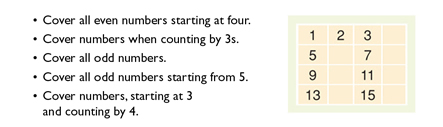 • Cover all even numbers starting at four.
• Cover numbers when counting by 3s.
• Cover all odd numbers.
• Cover all odd numbers starting from 5.
• Cover numbers, starting at 3
and counting by 4.
1 2 3
5 7
9 11
13 15